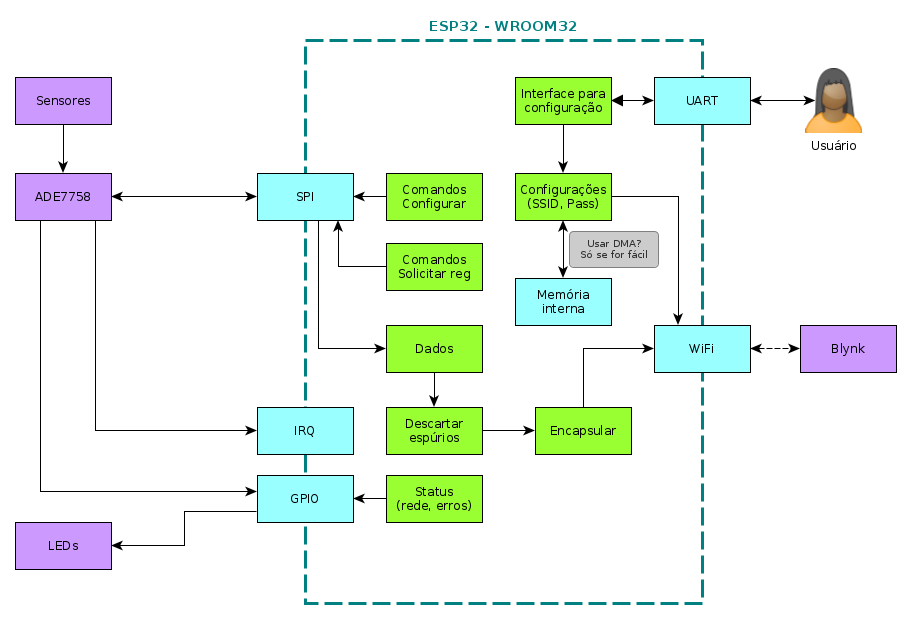 ESP32 - WROOM32
Sensores
Interface para
configuração
UART
Usuário
ADE7758
SPI
Comandos
Configurar
Configurações
(SSID, Pass)
Usar DMA?
Só se for fácil
Comandos
Solicitar reg
Memória
interna
Dados
WiFi
Blynk
IRQ
Descartar
espúrios
Encapsular
GPIO
Status
(rede, erros)
LEDs